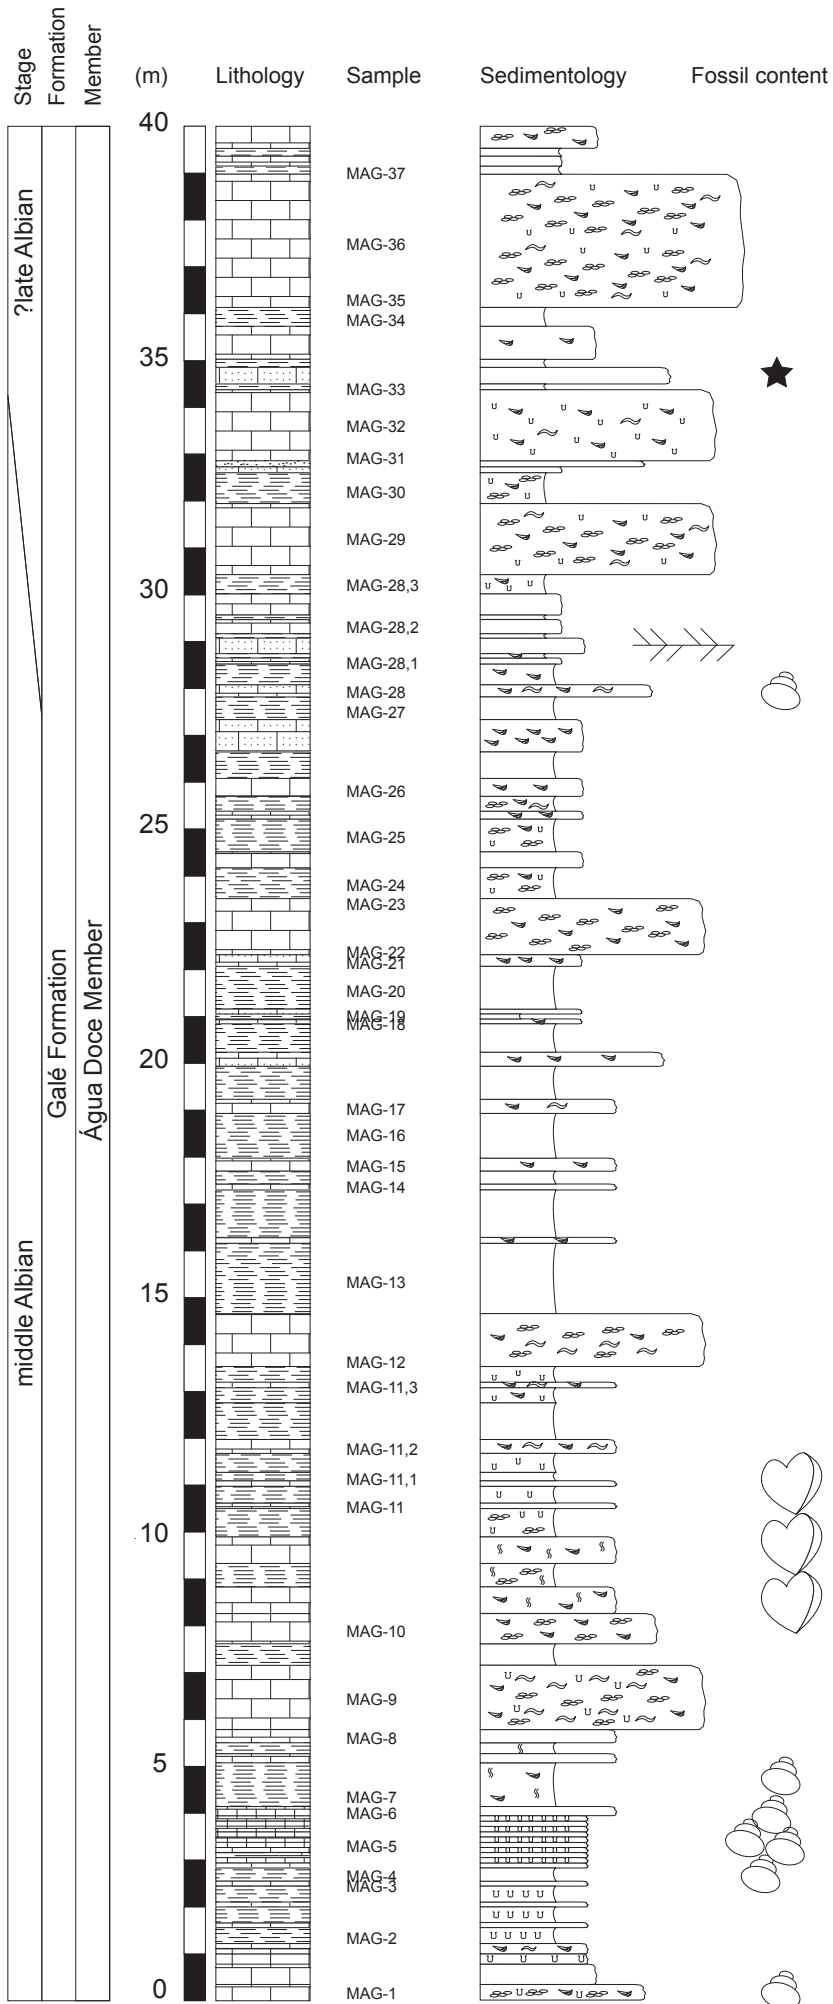 Stage
Formation
Member
(m)
Lithology
Sample
Sedimentology
Fossil content
40
35
30
25
20
15
10
5
0
?late Albian
middle Albian
Galé Formation
Água Doce Member
MAG-37
MAG-36
MAG-35
MAG-34
MAG-33
MAG-32
MAG-31
MAG-30
MAG-29
MAG-28,3
MAG-28,2
MAG-28,1
MAG-28
MAG-27
MAG-26
MAG-25
MAG-24
MAG-23
MAG-22
MAG-21
MAG-20
MAG-19
MAG-18
MAG-17
MAG-16
MAG-15
MAG-14
MAG-13
MAG-12
MAG-11,3
MAG-11,2
MAG-11,1
MAG-11
MAG-10
MAG-9
MAG-8
MAG-7
MAG-6
MAG-5
MAG-4
MAG-3
MAG-2
MAG-1